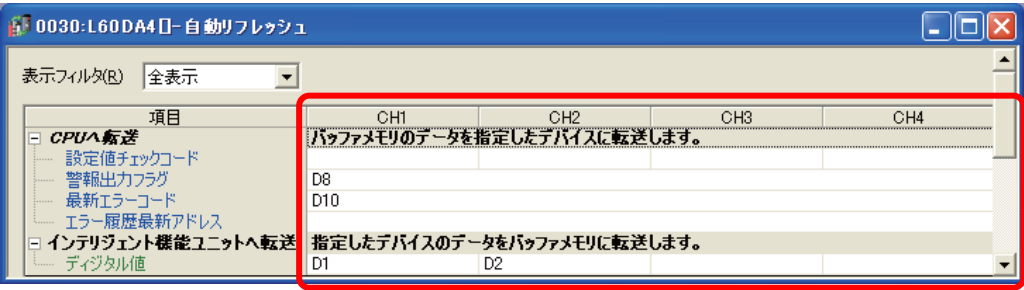 0030:L60DA4[]-自動リフレッシュ
表示フィルタ(R) 全表示
項目 CH1 CH2 CH3 CH4
CPUへ転送 バッファメモリのデータを指定したデバイスに転送します。
設定値チェックコード
警報出力フラグ D8
最新エラーコード D10
エラー履歴最新アドレス
インテリジェント機能ユニットへ転送 指定したデバイスのデータをバッファメモリに転送します。
ディジタル値 D1 D2